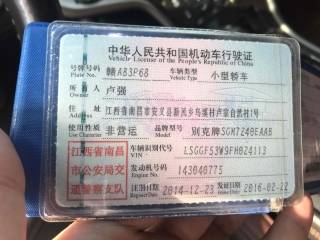 中华人民共和国机动车行驶证
Vehicle License of the People's Republic of China
号牌号码 Plate No. 赣A83P68 车辆类型 Vehicle Type 小型轿车
所有人 Owner 卢强
住址 Address 江西省南昌市安义县新民乡乌溪村卢家自然村1号
使用性质 Use Character 非营运 品牌型号 Model 别克牌SGM7240EAAB
江西省南昌
市公安局交
通警察支队
车辆识别代号 VIN LSGGF53W9FH024113
发动机号码 Engine No. 143040775
注册日期 Register Date 2014-12-23 发证日期 Issue Date 2016-02-22